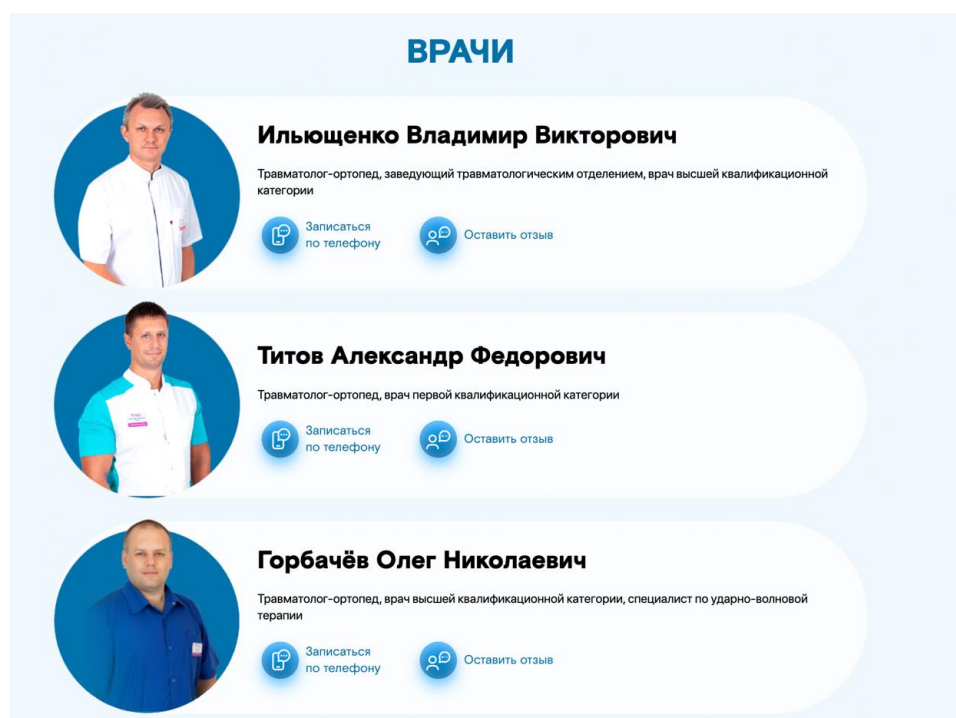 ВРАЧИ
Ильющенко Владимир Викторович
Травматолог-ортопед, заведующий травматологическим отделением, врач высшей квалификационной
категории
Записаться
по телефону
Оставить отзыв
Титов Александр Федорович
Травматолог-ортопед, врач первой квалификационной категории
Записаться
по телефону
Оставить отзыв
Горбачёв Олег Николаевич
Травматолог-ортопед, врач высшей квалификационной категории, специалист по ударно-волновой
терапии
Записаться
по телефону
Оставить отзыв